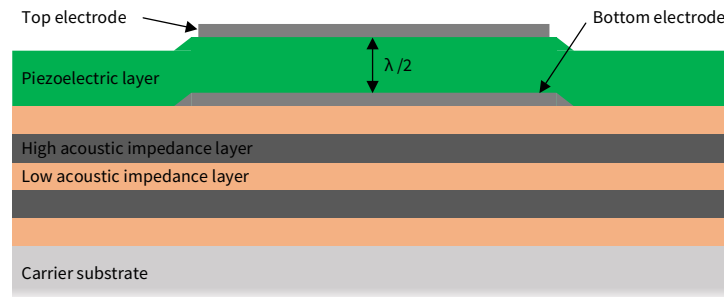 Top electrode
Bottom electrode
λ /2
Piezoelectric layer
High acoustic impedance layer
Low acoustic impedance layer
Carrier substrate